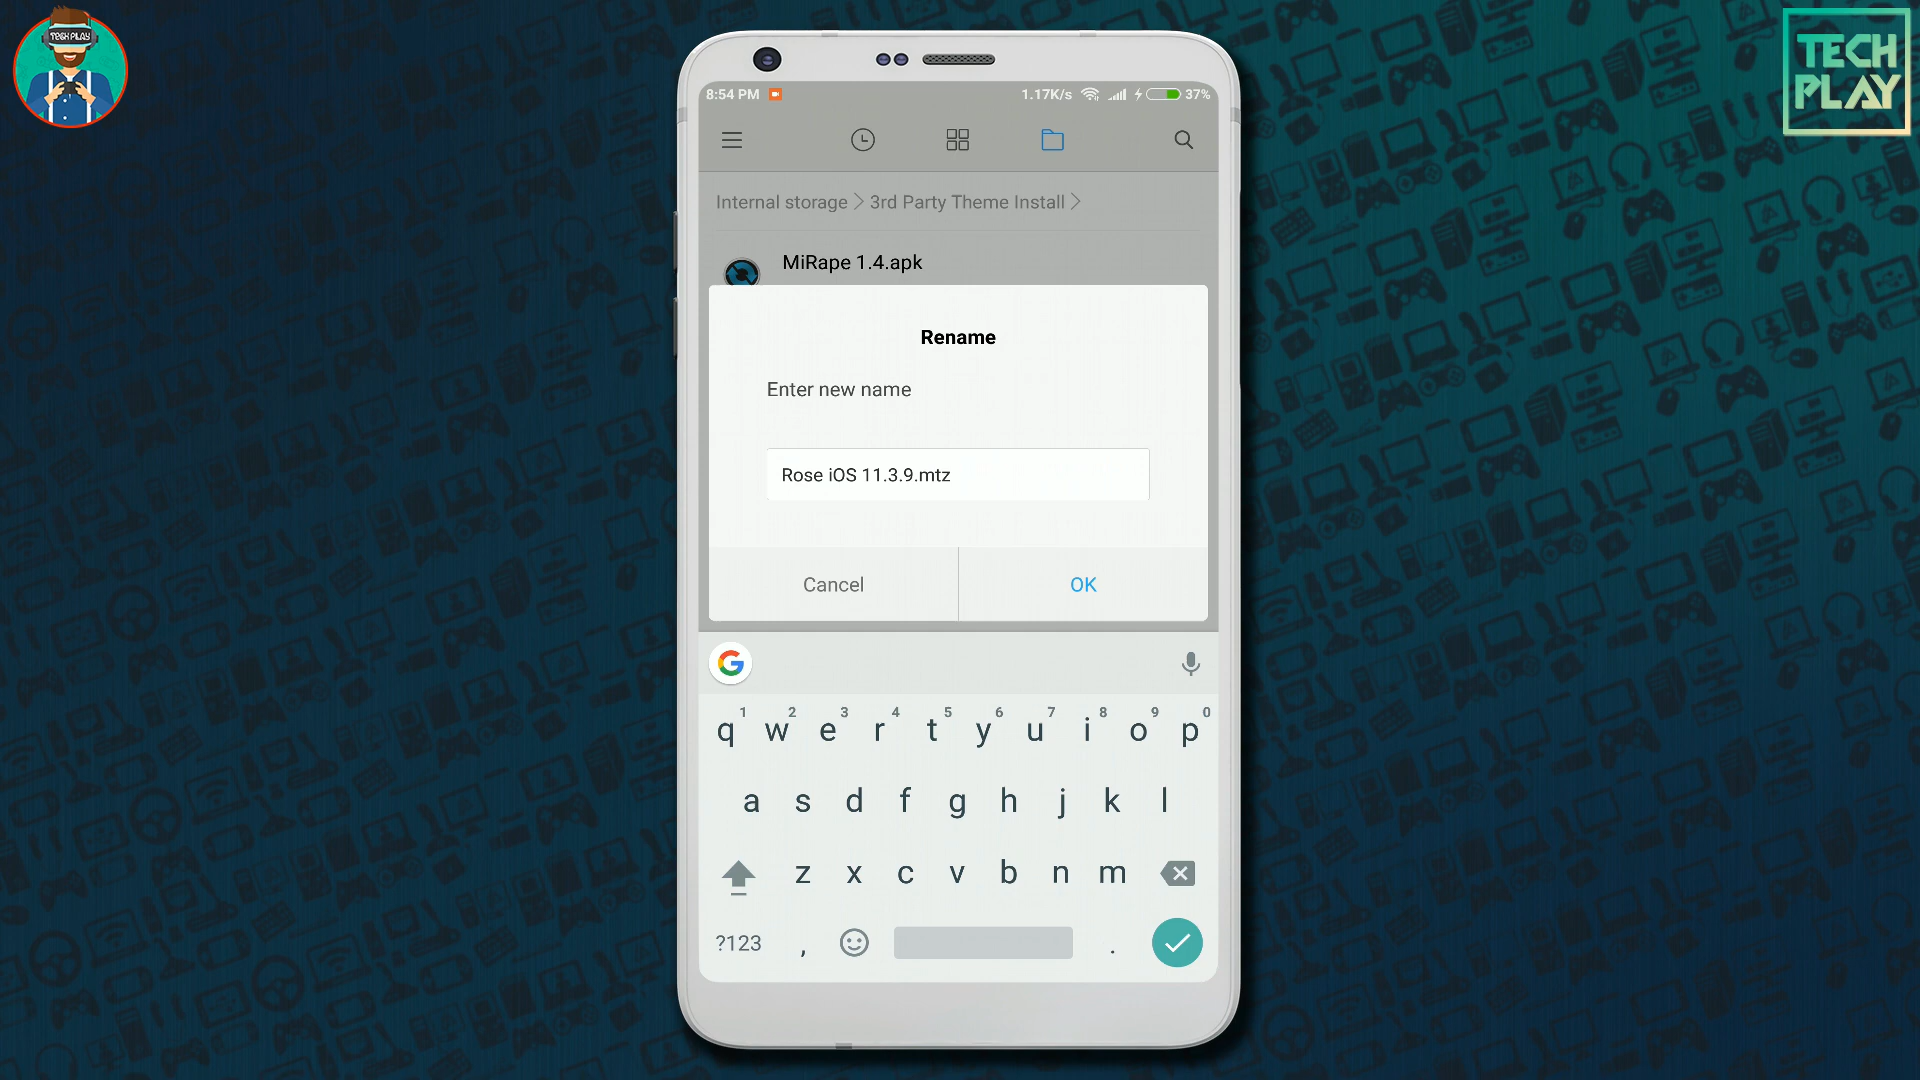 TECH PLAY
TECH
PLAY
8:54 PM 1.17K/s 37%
Internal storage 3rd Party Theme Install
MiRape 1.4.apk
Rename
Enter new name
Rose iOS 11.3.9.mtz
Cancel OK
G
1 2 3 4 5 6 7 8 9 0
q w e r t y u i o p
a s d f g h j k l
z x c v b n m
?123 , .